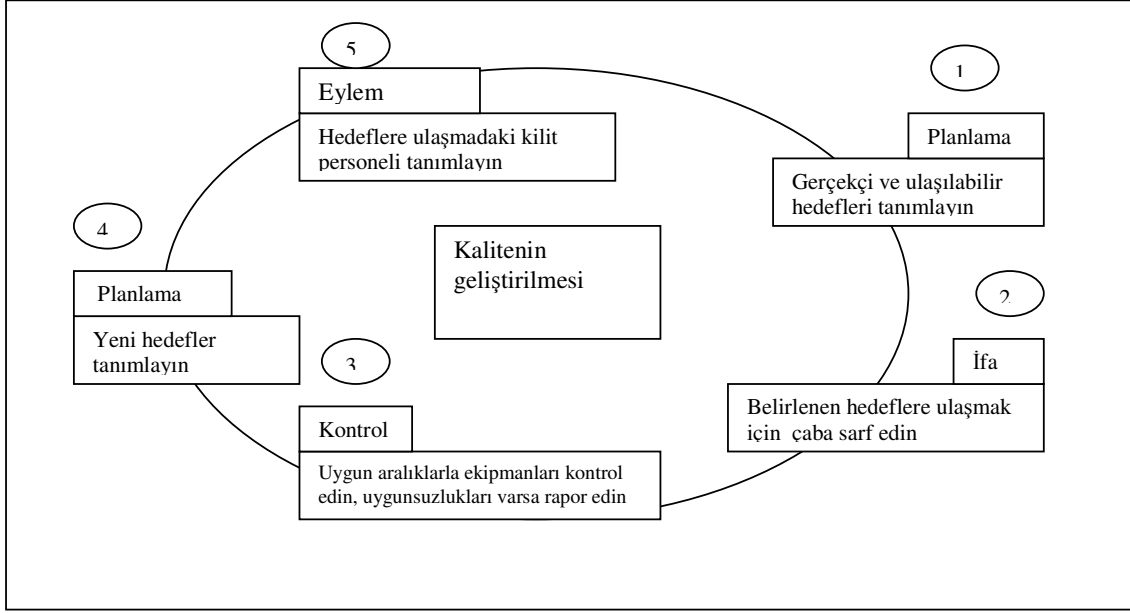 5
Eylem
Hedeflere ulaşmadaki kilit
personeli tanımlayın
1
Planlama
Gerçekçi ve ulaşılabilir
hedefleri tanımlayın
4
Planlama
Yeni hedefler
tanımlayın
Kalitenin
geliştirilmesi
2
İfa
Belirlenen hedeflere ulaşmak
için çaba sarf edin
3
Kontrol
Uygun aralıklarla ekipmanları kontrol
edin, uygunsuzlukları varsa rapor edin